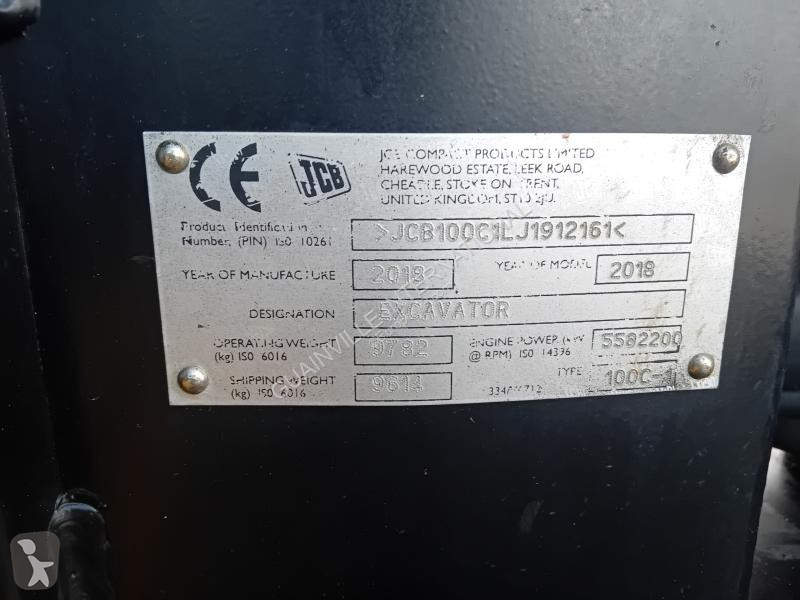 CE JCB
JCB COMPACT PRODUCTS LIMITED
HAREWOOD ESTATE, LEEK ROAD,
CHEADLE, STOKE ON TRENT,
UNITED KINGDOM, ST10 2JU.
Product Identification
Number, (PIN) ISO 10261 >JCB100C1LJ1912161<
YEAR OF MANUFACTURE 2018 YEAR OF MODEL 2018
DESIGNATION EXCAVATOR
OPERATING WEIGHT
(kg) ISO 6016 9782
ENGINE POWER (kW
@ RPM) ISO 14396 5582200
SHIPPING WEIGHT
(kg) ISO 6016 9614
TYPE 100C-1
CHAINVILLE INTERNATIONAL